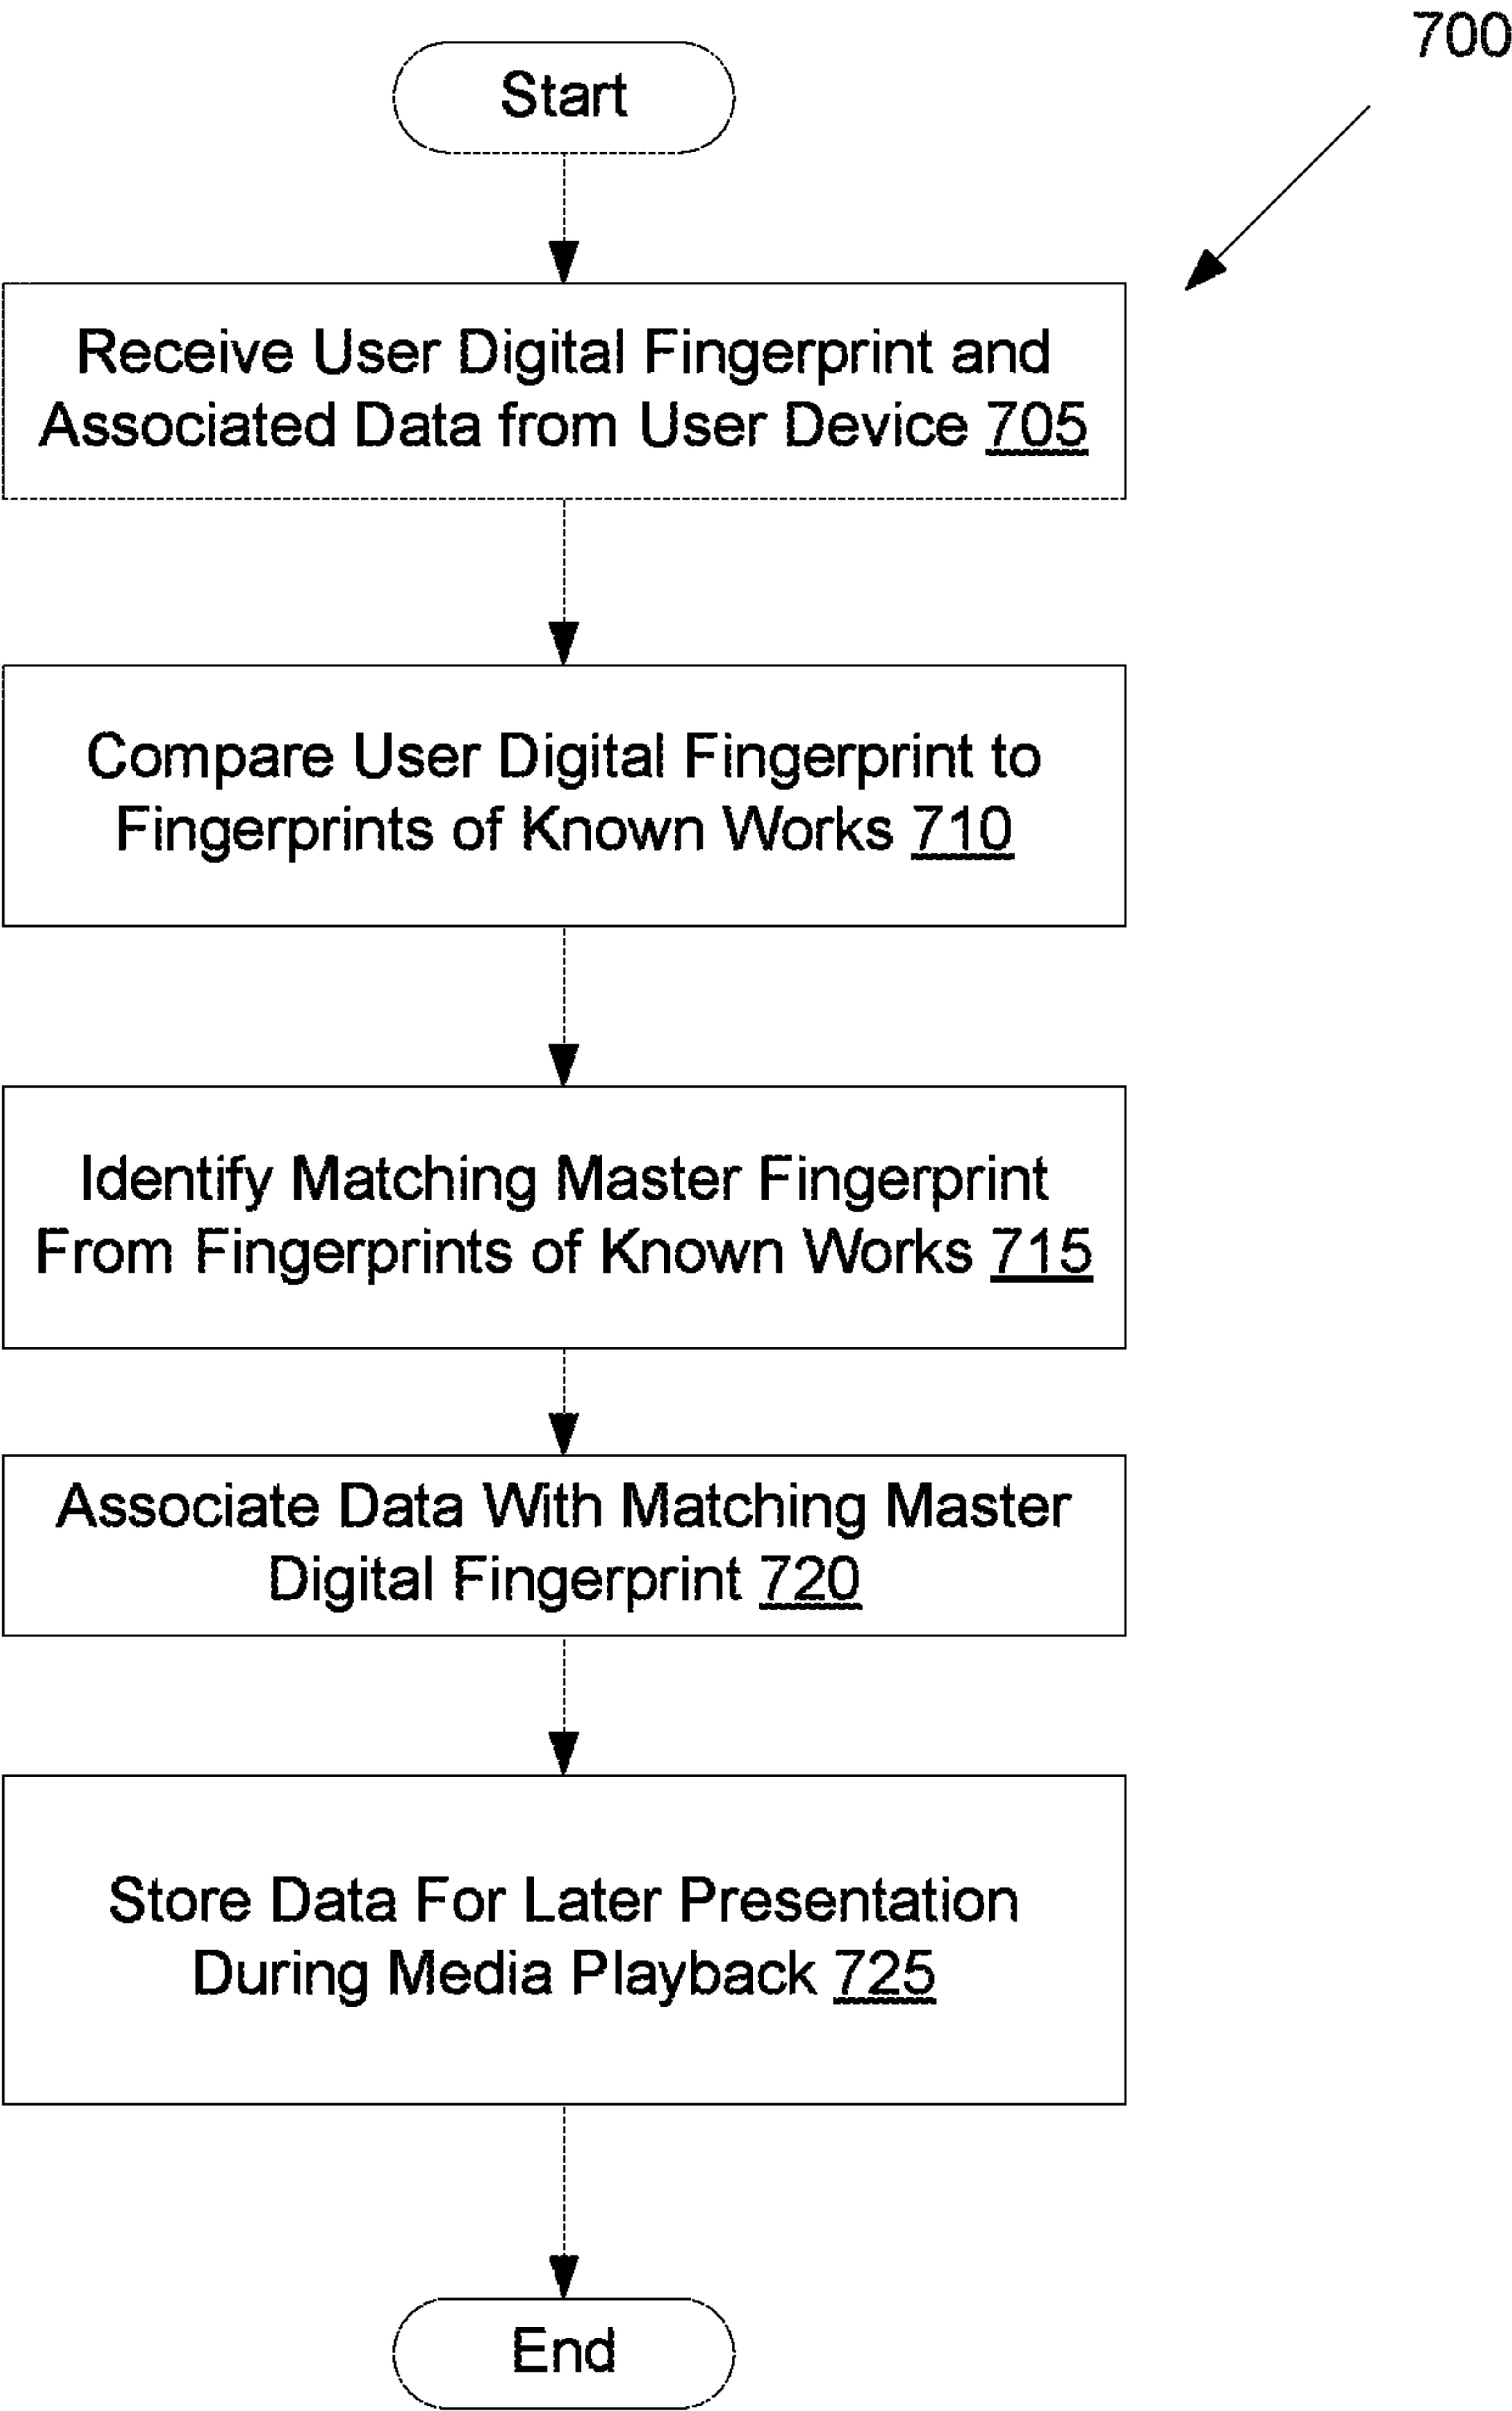 700
Start
Receive User Digital Fingerprint and
Associated Data from User Device 705
Compare User Digital Fingerprint to
Fingerprints of Known Works 710
Identify Matching Master Fingerprint
From Fingerprints of Known Works 715
Associate Data With Matching Master
Digital Fingerprint 720
Store Data For Later Presentation
During Media Playback 725
End